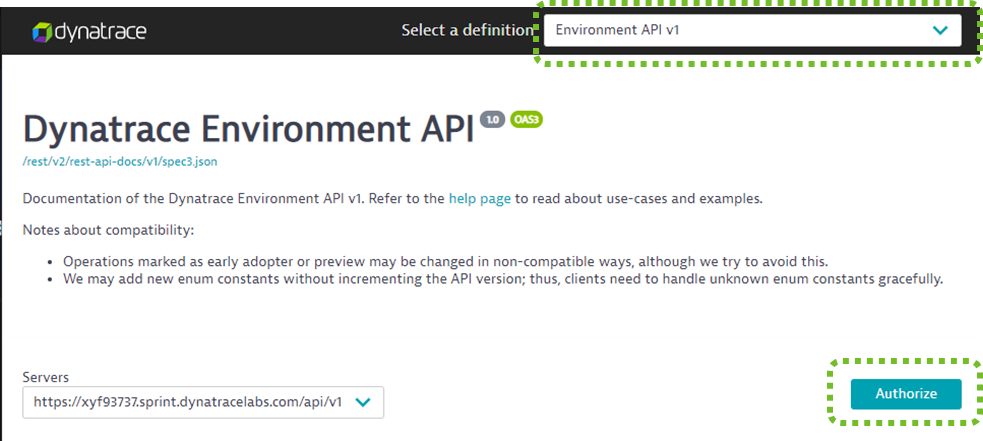 dynatrace
Select a definition
Environment API v1
Dynatrace Environment API 1.0 OAS3
/rest/v2/rest-api-docs/v1/spec3.json
Documentation of the Dynatrace Environment API v1. Refer to the help page to read about use-cases and examples.
Notes about compatibility:
• Operations marked as early adopter or preview may be changed in non-compatible ways, although we try to avoid this.
• We may add new enum constants without incrementing the API version; thus, clients need to handle unknown enum constants gracefully.
Servers
https://xyf93737.sprint.dynatracelabs.com/api/v1
Authorize